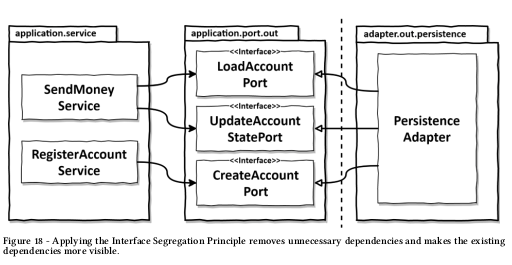 application.service
application.port.out
adapter.out.persistence
SendMoney
Service
RegisterAccount
Service
<<Interface>>
LoadAccount
Port
<<Interface>>
UpdateAccount
StatePort
<<Interface>>
CreateAccount
Port
Persistence
Adapter
Figure 18 - Applying the Interface Segregation Principle removes unnecessary dependencies and makes the existing
dependencies more visible.